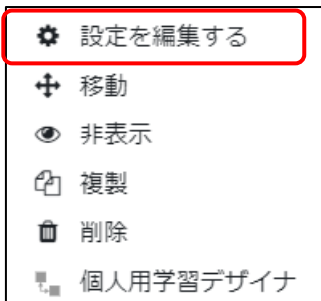 設定を編集する
移動
非表示
複製
削除
個人用学習デザイナ